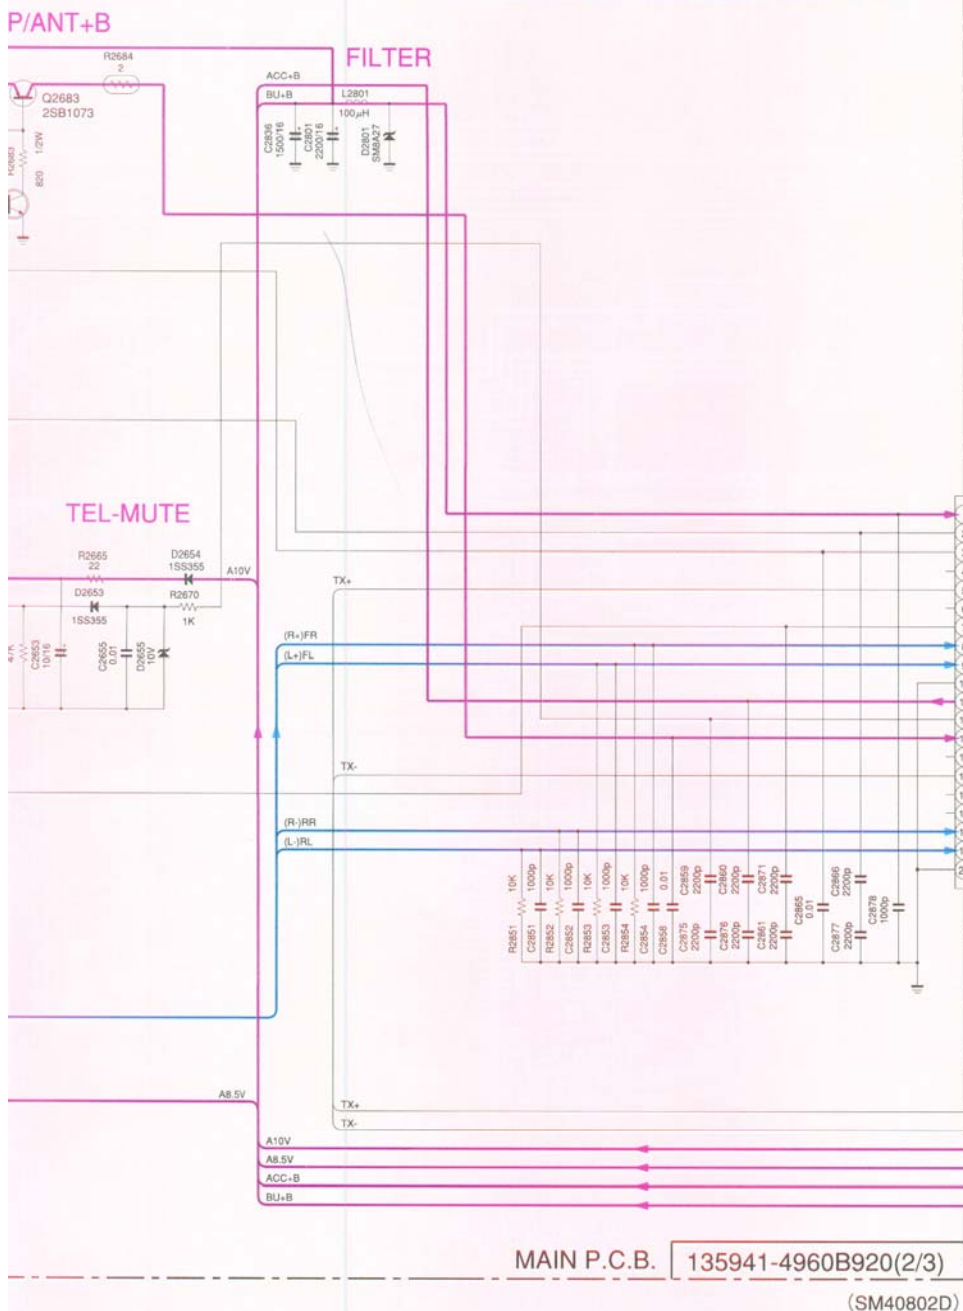 P/ANT+B
R2684
2
FILTER
ACC+B
BU+B
L2801
100μH
Q2683
2SB1073
C2836
1500/16
C2801
2200/16
D2801
SM8A27
R2683
1/2W
820
TEL-MUTE
R2665
22
D2654
1SS355
A10V
D2653
1SS355
R2670
1K
TX+
47K
C2653
10/16
C2655
0.01
D2655
10V
(R+)FR
(L+)FL
TX-
(R-)RR
(L-)RL
R2851
10K
C2851
1000p
R2852
10K
C2852
1000p
R2853
10K
C2853
1000p
R2854
10K
C2854
1000p
C2858
0.01
C2859
2200p
C2875
2200p
C2860
2200p
C2876
2200p
C2871
2200p
C2861
2200p
C2865
0.01
C2866
2200p
C2877
2200p
C2878
1000p
A8.5V
TX+
TX-
A10V
A8.5V
ACC+B
BU+B
MAIN P.C.B.
135941-4960B920(2/3)
(SM40802D)